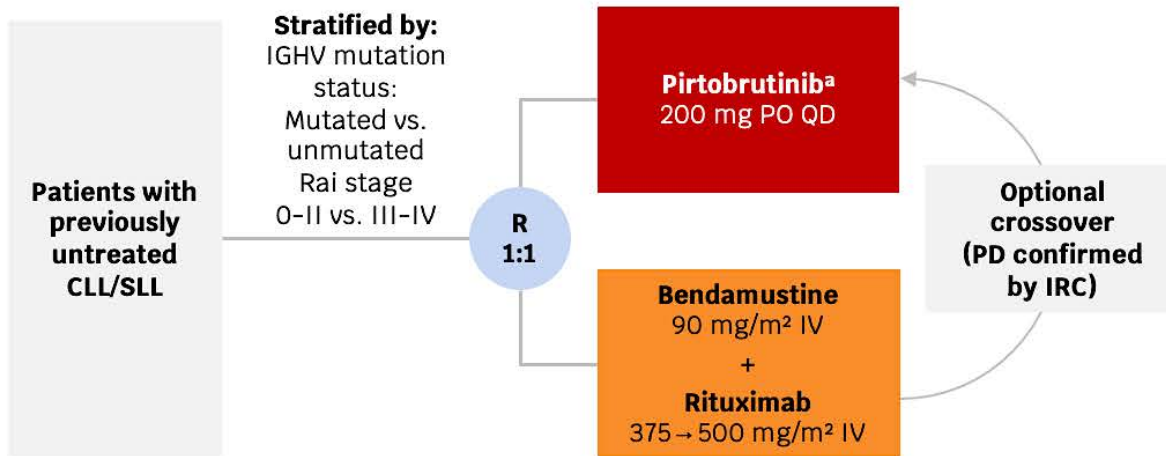 Patients with
previously
untreated
CLL/SLL
Stratified by:
IGHV mutation
status:
Mutated vs.
unmutated
Rai stage
0-II vs. III-IV
R
1:1
Pirtobrutinibᵃ
200 mg PO QD
Bendamustine
90 mg/m² IV
+
Rituximab
375→500 mg/m² IV
Optional
crossover
(PD confirmed
by IRC)